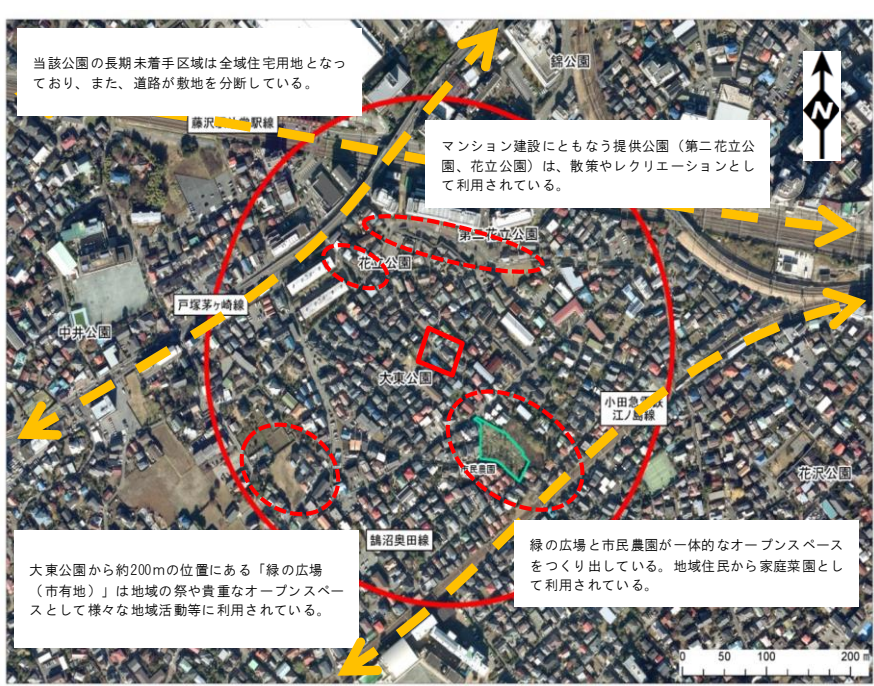 当該公園の長期未着手区域は全域住宅用地となっ
ており、また、道路が敷地を分断している。
錦公園
N
藤沢
駅線
マンション建設にともなう提供公園（第二花立公
園、花立公園）は、散策やレクリエーションとし
て利用されている。
第二花立公園
花立公園
戸塚茅ヶ崎線
中井公園
大東公園
小田急電鉄
江ノ島線
市民農園
花沢公園
鵠沼奥田線
緑の広場と市民農園が一体的なオープンスペース
をつくり出している。地域住民から家庭菜園とし
て利用されている。
大東公園から約200mの位置にある「緑の広場
（市有地）」は地域の祭や貴重なオープンスペー
スとして様々な地域活動等に利用されている。
0 50 100 200 m